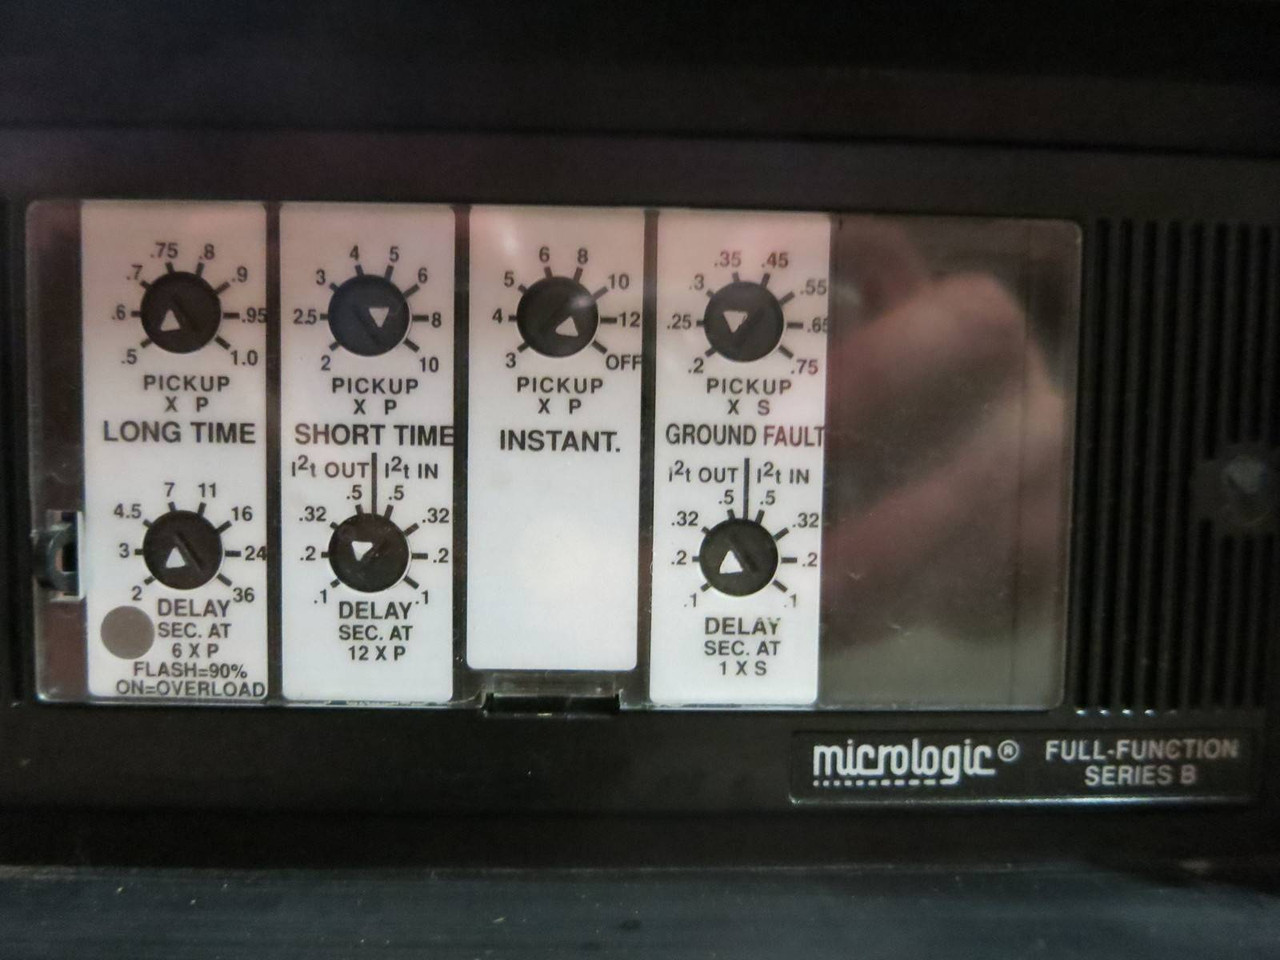 .5 .6 .7 .75 .8 .9 .95 1.0
PICKUP
X P
LONG TIME
2 3 4.5 7 11 16 24 36
DELAY
SEC. AT
6 X P
FLASH=90%
ON=OVERLOAD
2 2.5 3 4 5 6 8 10
PICKUP
X P
SHORT TIME
I²t OUT I²t IN
.1 .2 .32 .5 .5 .32 .2 .1
DELAY
SEC. AT
12 X P
3 4 5 6 8 10 12 OFF
PICKUP
X P
INSTANT.
.2 .25 .3 .35 .45 .55 .65 .75
PICKUP
X S
GROUND FAULT
I²t OUT I²t IN
.1 .2 .32 .5 .5 .32 .2 .1
DELAY
SEC. AT
1 X S
micrologic® FULL-FUNCTION
SERIES B